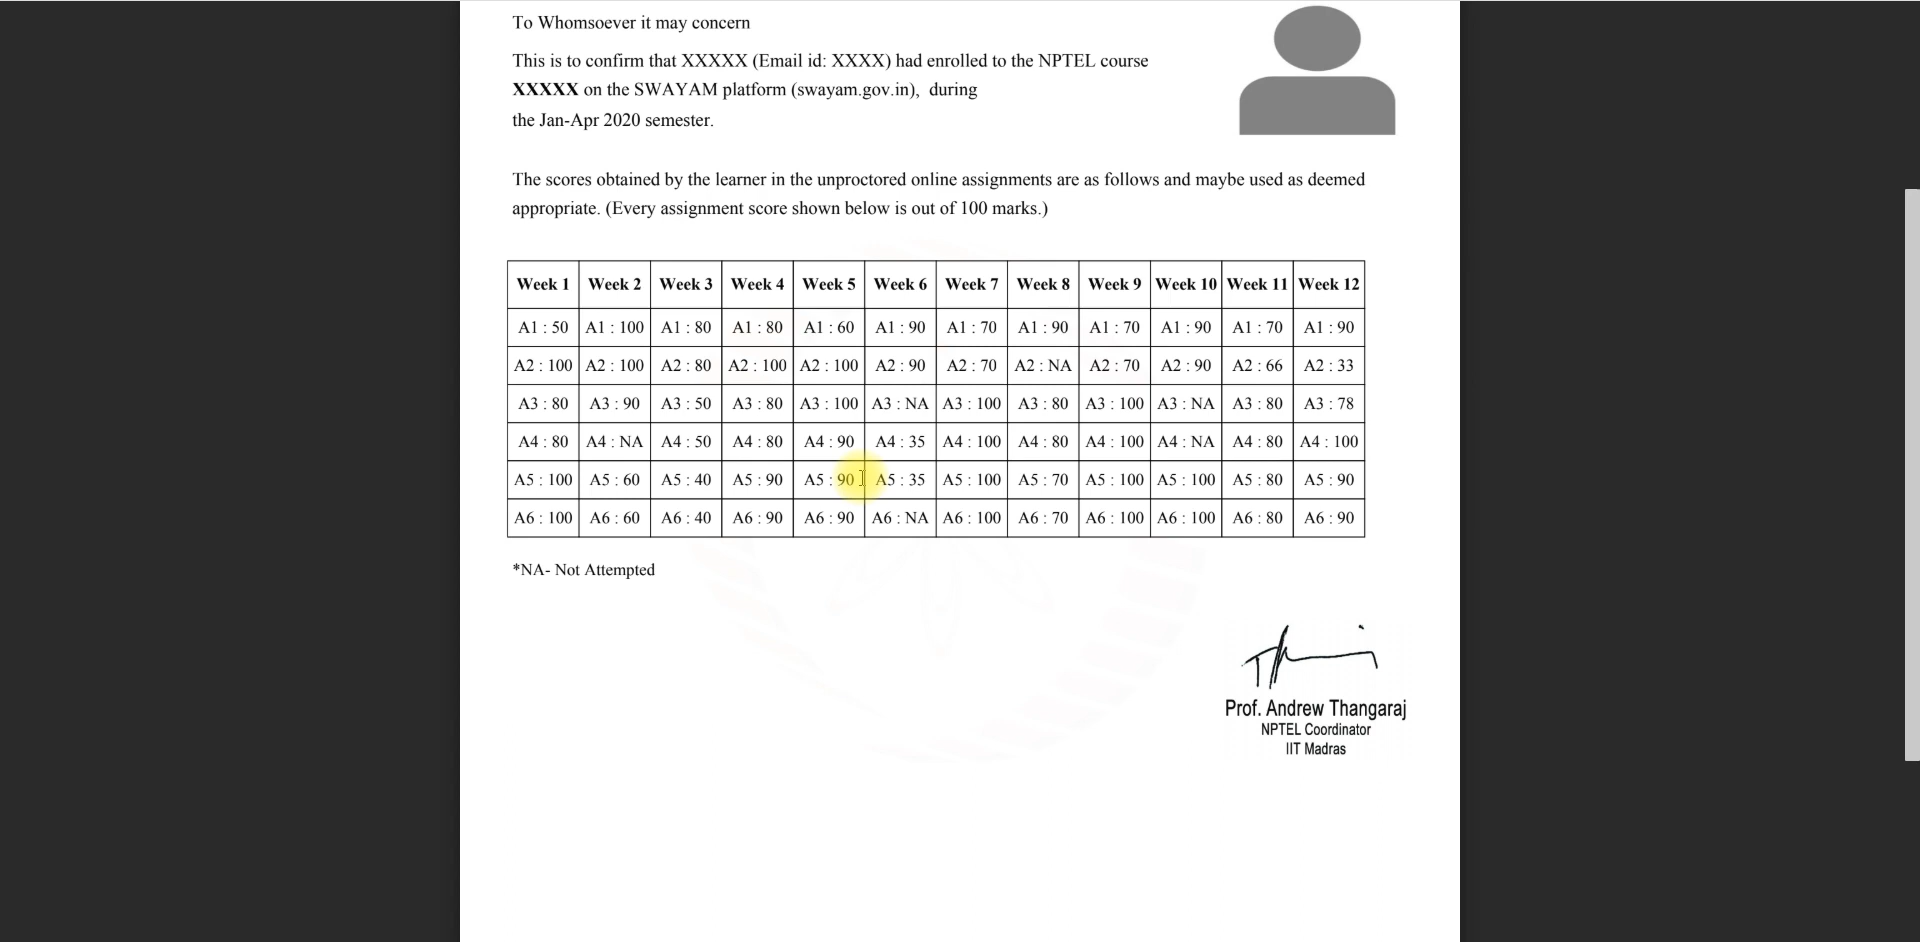 To Whomsoever it may concern
This is to confirm that XXXXX (Email id: XXXX) had enrolled to the NPTEL course
XXXXX on the SWAYAM platform (swayam.gov.in), during
the Jan-Apr 2020 semester.
The scores obtained by the learner in the unproctored online assignments are as follows and maybe used as deemed
appropriate. (Every assignment score shown below is out of 100 marks.)
Week 1 Week 2 Week 3 Week 4 Week 5 Week 6 Week 7 Week 8 Week 9 Week 10 Week 11 Week 12
A1 : 50 A1 : 100 A1 : 80 A1 : 80 A1 : 60 A1 : 90 A1 : 70 A1 : 90 A1 : 70 A1 : 90 A1 : 70 A1 : 90
A2 : 100 A2 : 100 A2 : 80 A2 : 100 A2 : 100 A2 : 90 A2 : 70 A2 : NA A2 : 70 A2 : 90 A2 : 66 A2 : 33
A3 : 80 A3 : 90 A3 : 50 A3 : 80 A3 : 100 A3 : NA A3 : 100 A3 : 80 A3 : 100 A3 : NA A3 : 80 A3 : 78
A4 : 80 A4 : NA A4 : 50 A4 : 80 A4 : 90 A4 : 35 A4 : 100 A4 : 80 A4 : 100 A4 : NA A4 : 80 A4 : 100
A5 : 100 A5 : 60 A5 : 40 A5 : 90 A5 : 90 A5 : 35 A5 : 100 A5 : 70 A5 : 100 A5 : 100 A5 : 80 A5 : 90
A6 : 100 A6 : 60 A6 : 40 A6 : 90 A6 : 90 A6 : NA A6 : 100 A6 : 70 A6 : 100 A6 : 100 A6 : 80 A6 : 90
*NA- Not Attempted
Prof. Andrew Thangaraj
NPTEL Coordinator
IIT Madras